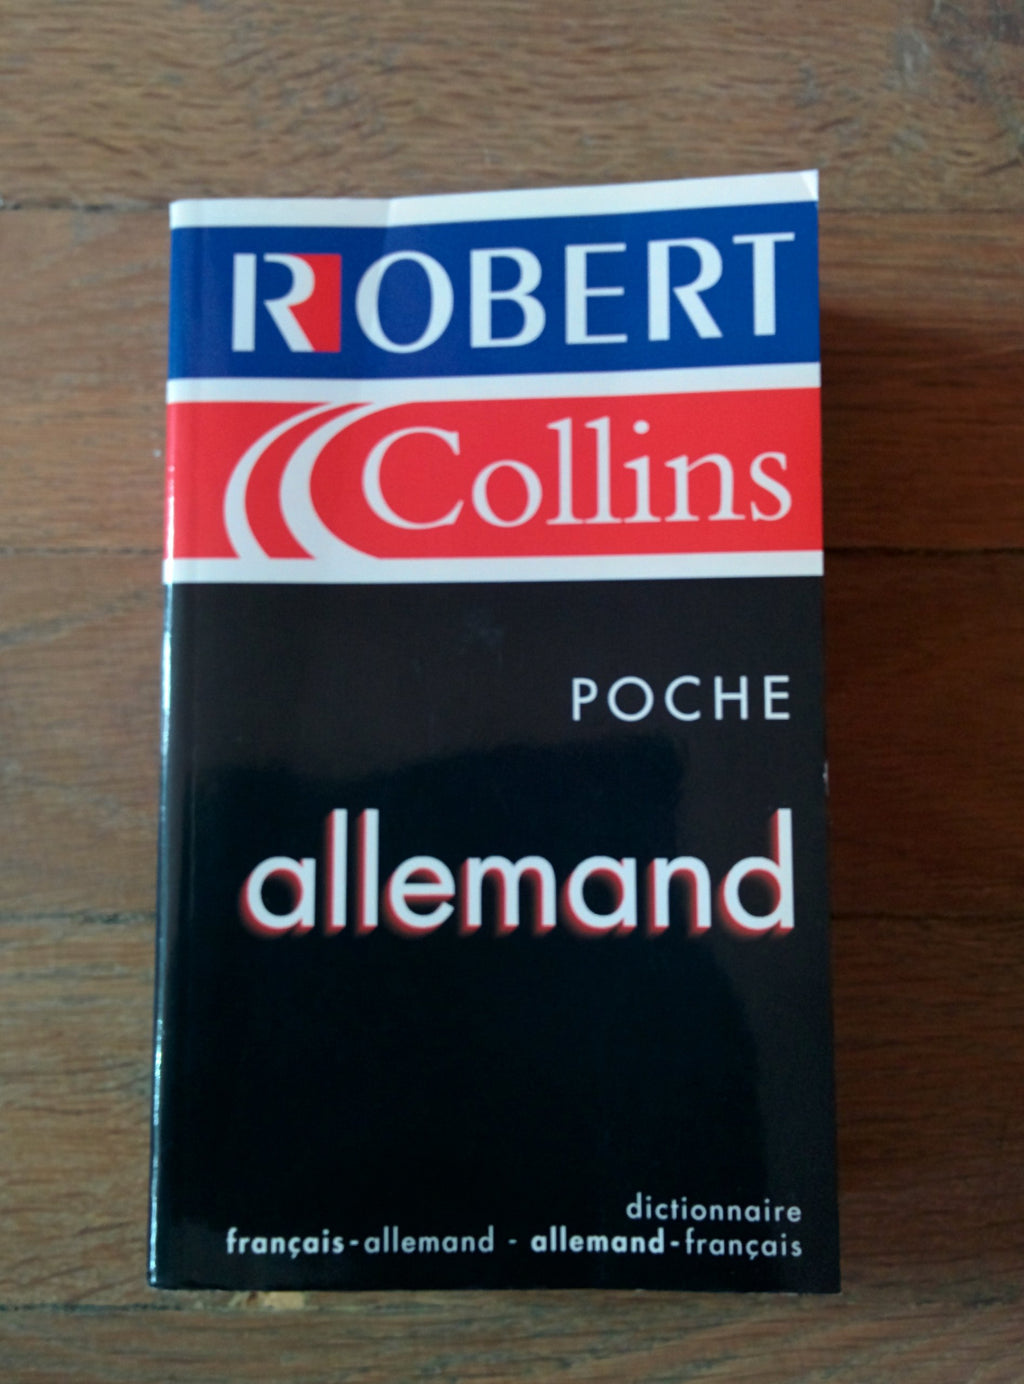 ROBERT
Collins
POCHE
allemand
dictionnaire
français-allemand - allemand-français